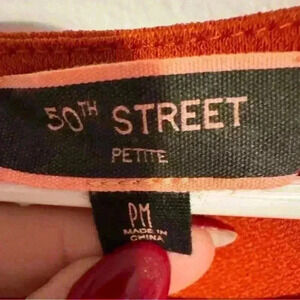 50TH STREET
PETITE
PM
MADE IN
CHINA